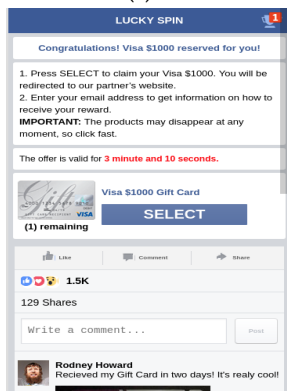 LUCKY SPIN
1
Congratulations! Visa $1000 reserved for you!
1. Press SELECT to claim your Visa $1000. You will be
redirected to our partner's website.
2. Enter your email address to get information on how to
receive your reward.
IMPORTANT: The products may disappear at any
moment, so click fast.
The offer is valid for 3 minute and 10 seconds.
Gift
VISA
Visa $1000 Gift Card
SELECT
(1) remaining
Like Comment Share
1.5K
129 Shares
Write a comment...
Post
Rodney Howard
Recieved my Gift Card in two days! It's realy cool!